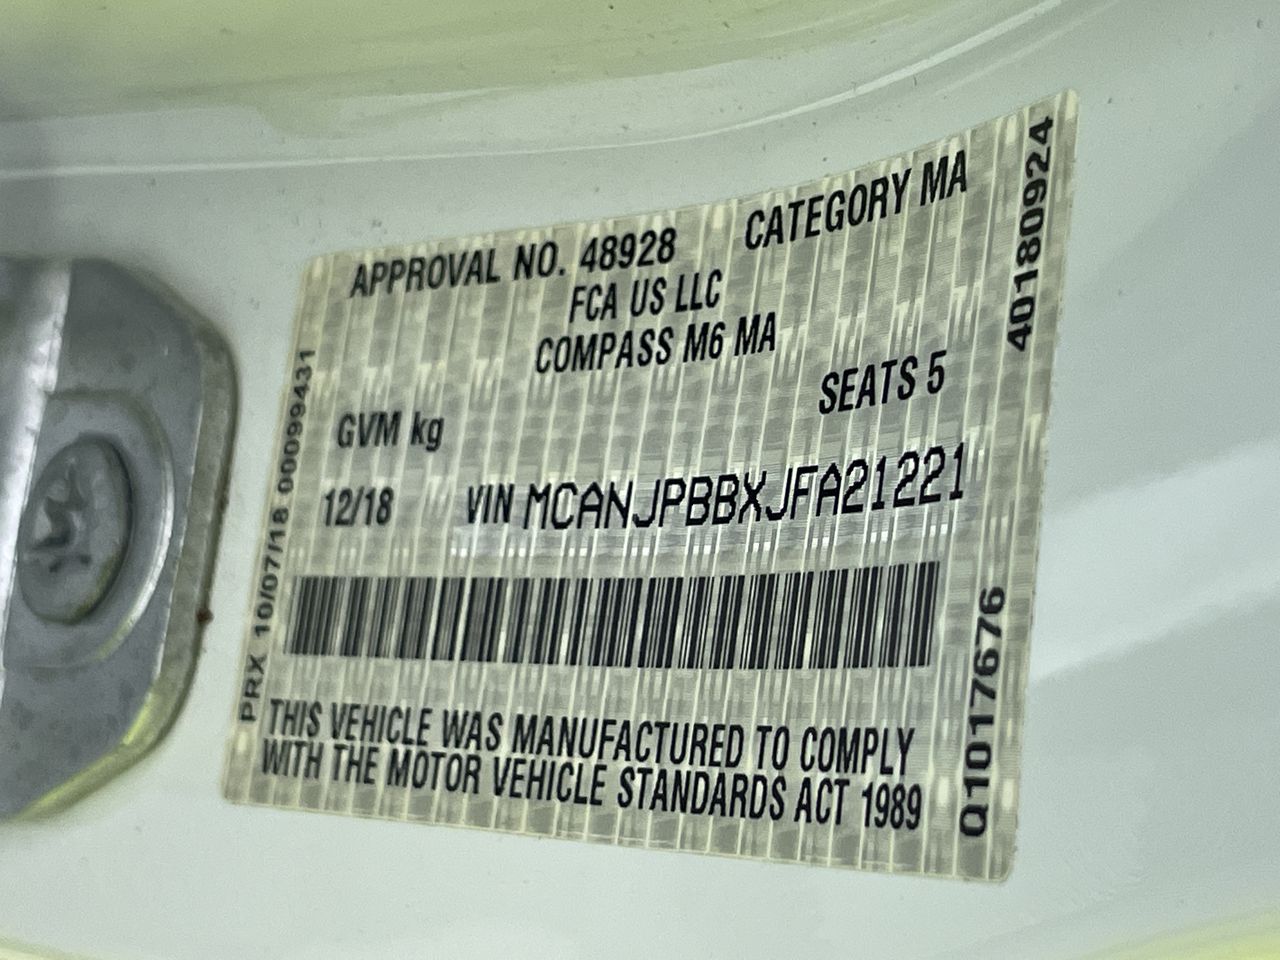 APPROVAL NO. 48928
CATEGORY MA
FCA US LLC
COMPASS M6 MA
GVM kg
SEATS 5
12/18
VIN MCANJPBBXJFA21221
THIS VEHICLE WAS MANUFACTURED TO COMPLY
WITH THE MOTOR VEHICLE STANDARDS ACT 1989
PRX 10/07/18 00099431
40180924
Q1017676